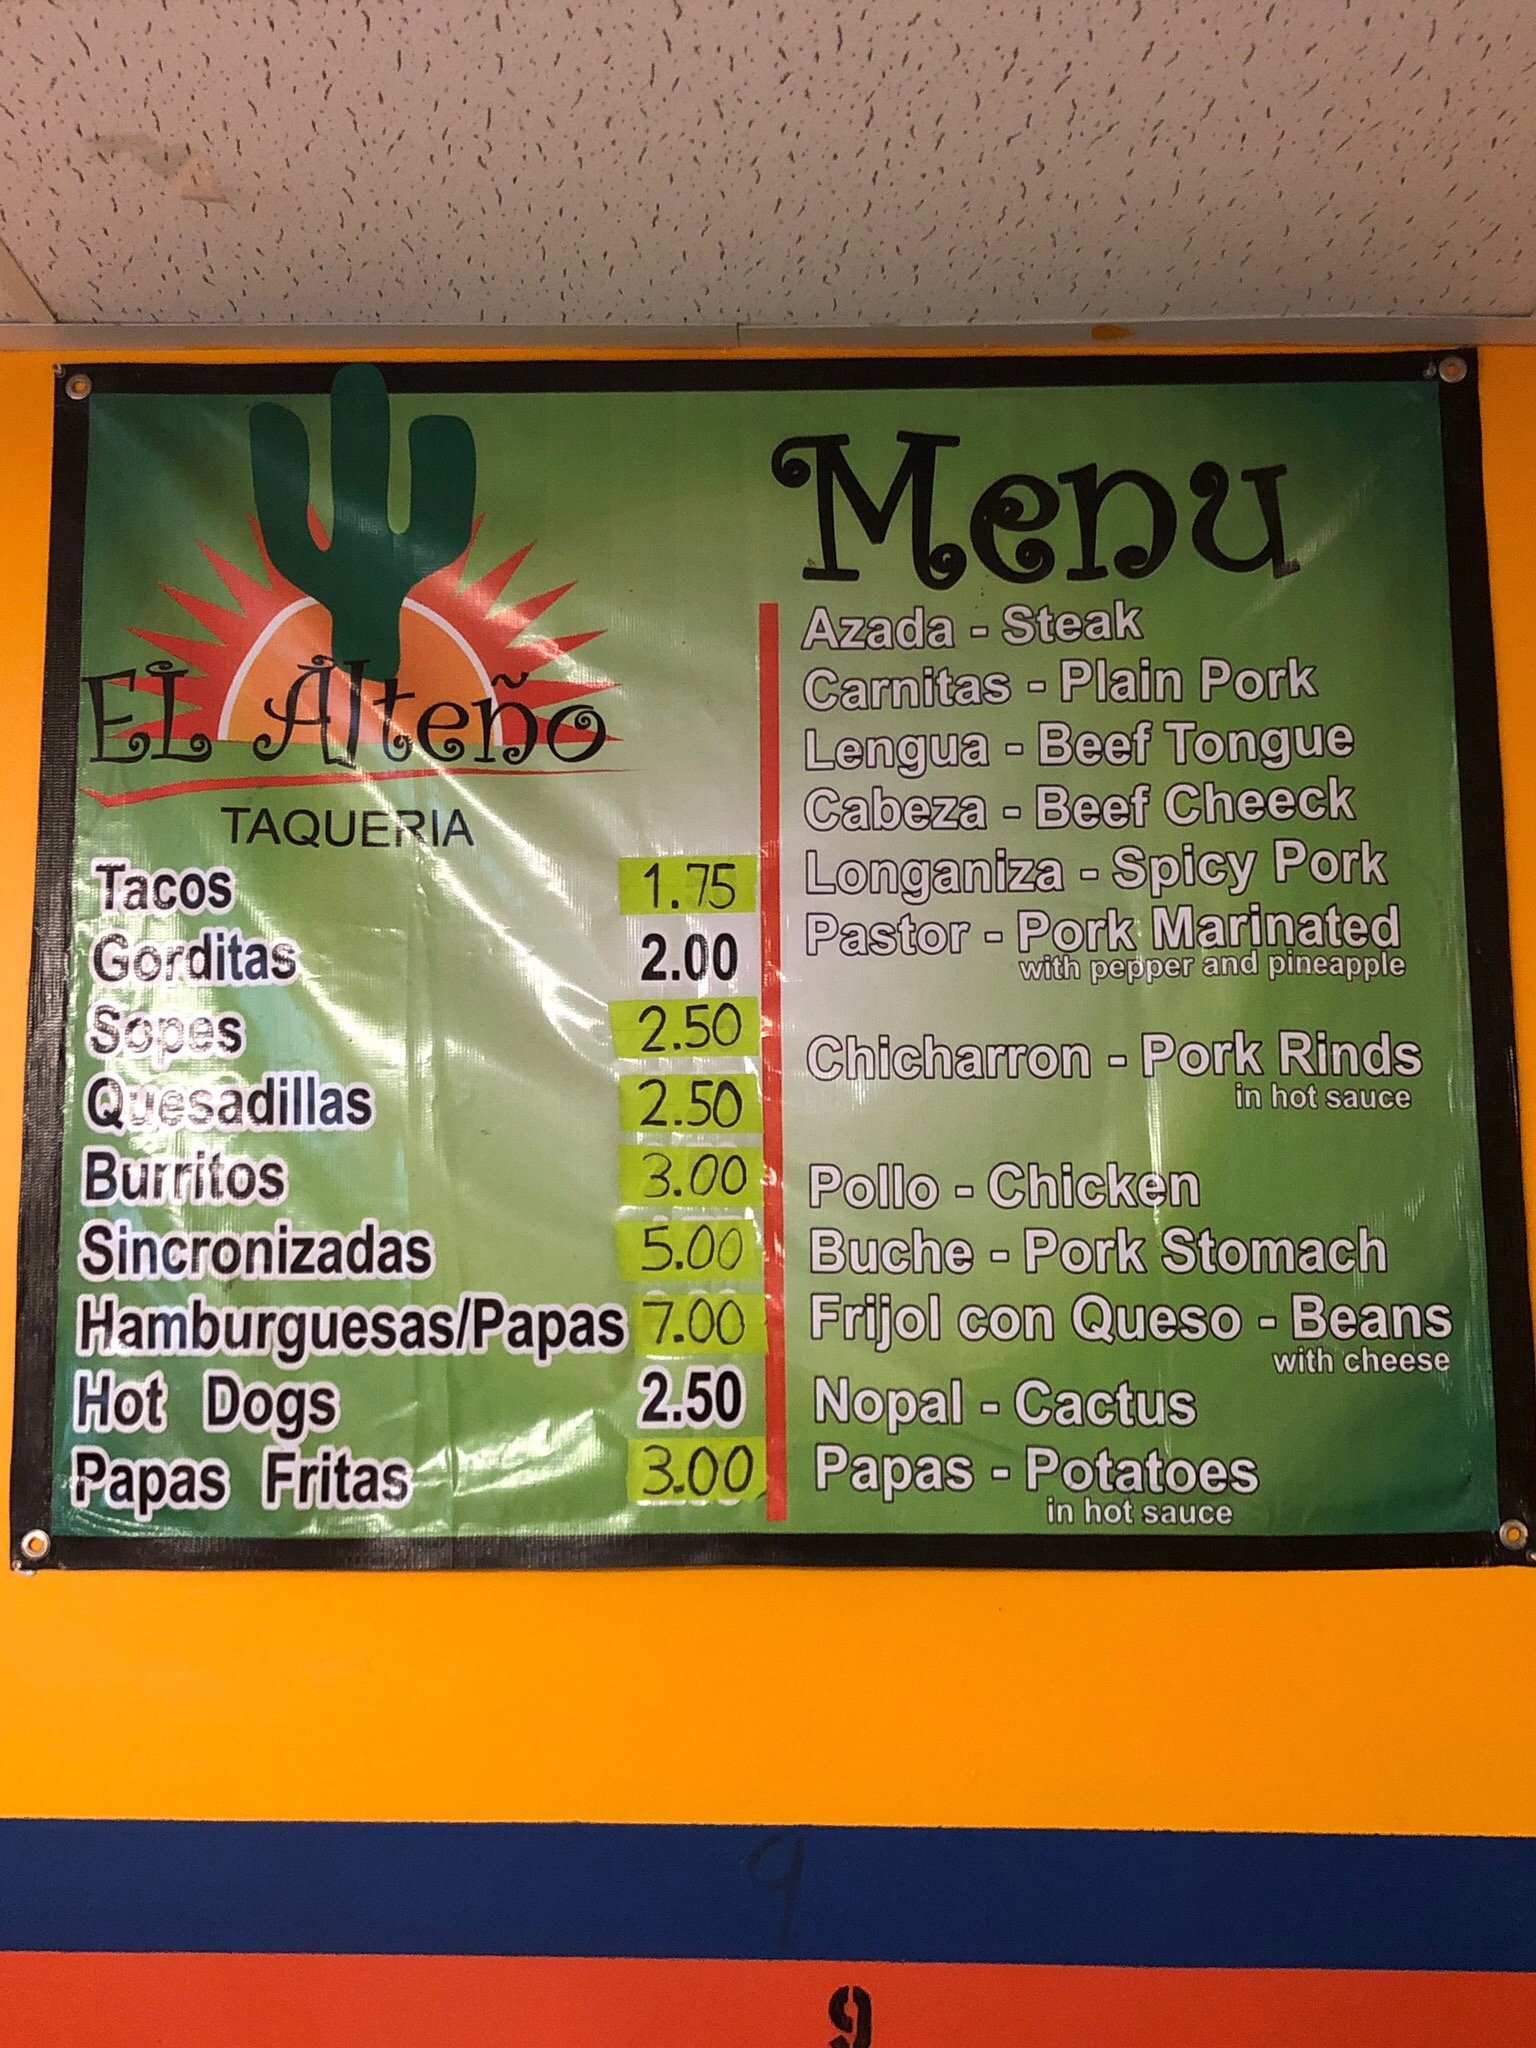 Menu
EL Alteño
TAQUERIA
Tacos 1.75
Gorditas 2.00
Sopes 2.50
Quesadillas 2.50
Burritos 3.00
Sincronizadas 5.00
Hamburguesas/Papas 7.00
Hot Dogs 2.50
Papas Fritas 3.00
Azada - Steak
Carnitas - Plain Pork
Lengua - Beef Tongue
Cabeza - Beef Cheeck
Longaniza - Spicy Pork
Pastor - Pork Marinated
with pepper and pineapple
Chicharron - Pork Rinds
in hot sauce
Pollo - Chicken
Buche - Pork Stomach
Frijol con Queso - Beans
with cheese
Nopal - Cactus
Papas - Potatoes
in hot sauce
9
9